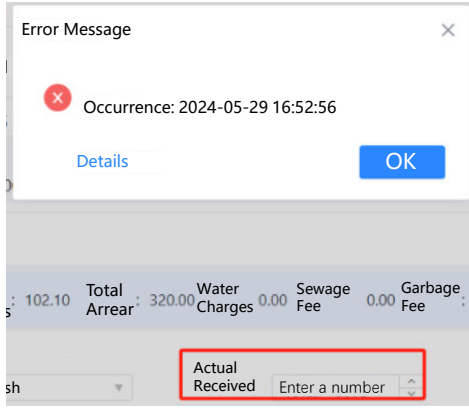 Error Message
Occurrence: 2024-05-29 16:52:56
Details
OK
: 102.10 Total Arrear : 320.00 Water Charges 0.00 Sewage Fee 0.00 Garbage Fee :
Actual Received Enter a number
sh